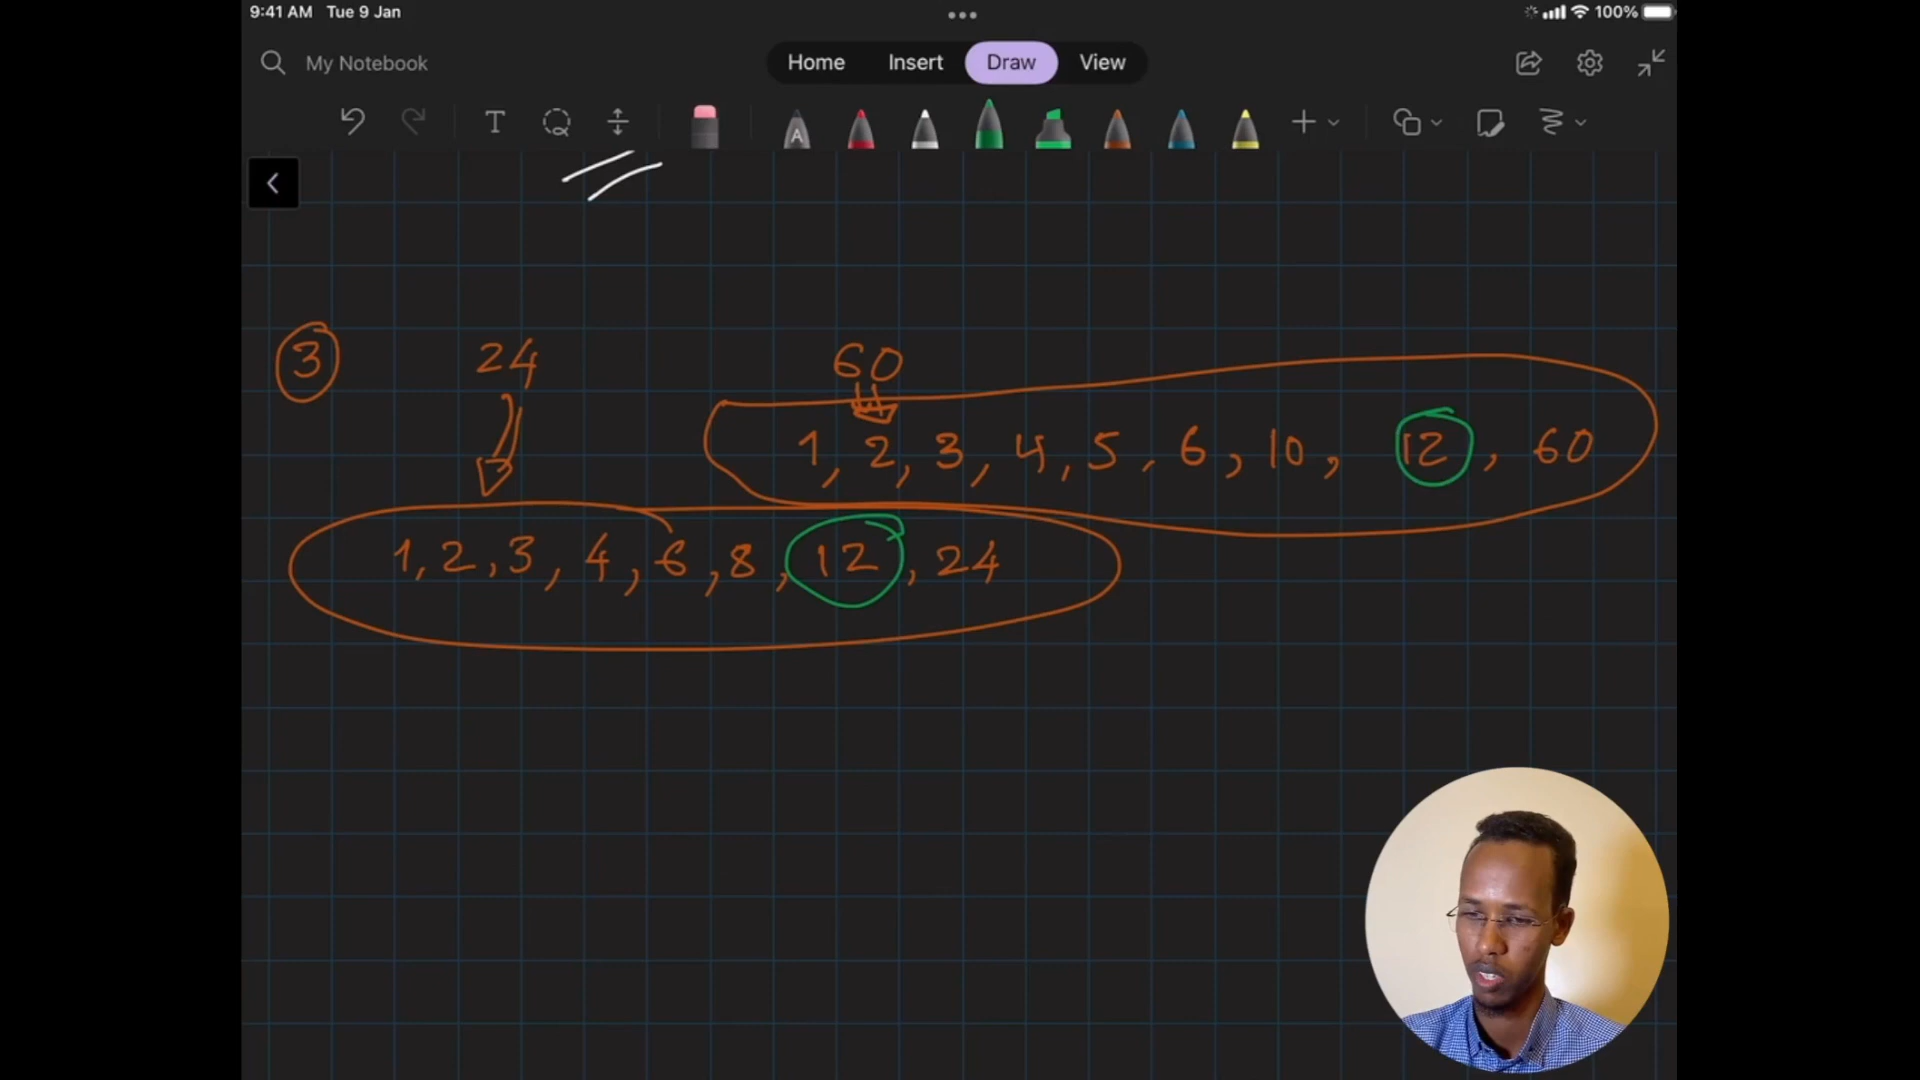 9:41 AM Tue 9 Jan
100%
My Notebook
Home Insert Draw View
T
A
3 24 60
1, 2, 3, 4, 5, 6, 10, 12, 60
1, 2, 3, 4, 6, 8, 12, 24